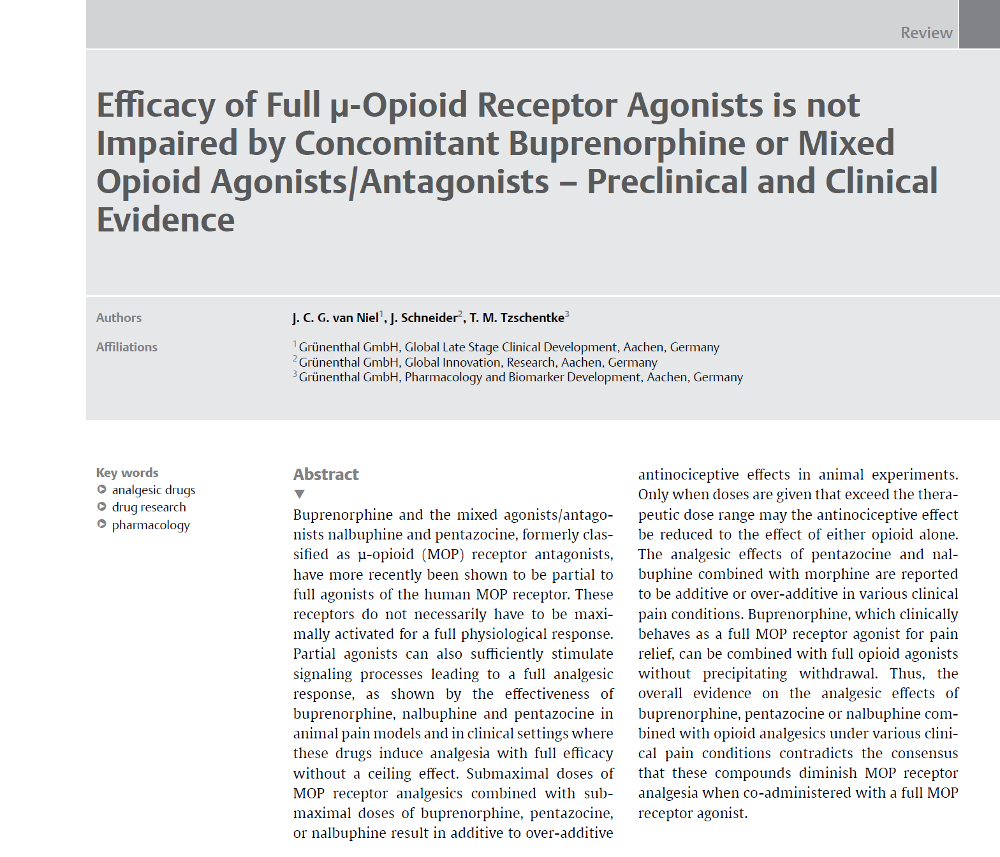 Review
Efficacy of Full µ-Opioid Receptor Agonists is not
Impaired by Concomitant Buprenorphine or Mixed
Opioid Agonists/Antagonists – Preclinical and Clinical
Evidence
Authors
J. C. G. van Niel1, J. Schneider2, T. M. Tzschentke3
Affiliations
1 Grünenthal GmbH, Global Late Stage Clinical Development, Aachen, Germany
2 Grünenthal GmbH, Global Innovation, Research, Aachen, Germany
3 Grünenthal GmbH, Pharmacology and Biomarker Development, Aachen, Germany
Key words
analgesic drugs
drug research
pharmacology
Abstract
Buprenorphine and the mixed agonists/antago-
nists nalbuphine and pentazocine, formerly clas-
sified as µ-opioid (MOP) receptor antagonists,
have more recently been shown to be partial to
full agonists of the human MOP receptor. These
receptors do not necessarily have to be maxi-
mally activated for a full physiological response.
Partial agonists can also sufficiently stimulate
signaling processes leading to a full analgesic
response, as shown by the effectiveness of
buprenorphine, nalbuphine and pentazocine in
animal pain models and in clinical settings where
these drugs induce analgesia with full efficacy
without a ceiling effect. Submaximal doses of
MOP receptor analgesics combined with sub-
maximal doses of buprenorphine, pentazocine,
or nalbuphine result in additive to over-additive
antinociceptive effects in animal experiments.
Only when doses are given that exceed the thera-
peutic dose range may the antinociceptive effect
be reduced to the effect of either opioid alone.
The analgesic effects of pentazocine and nal-
buphine combined with morphine are reported
to be additive or over-additive in various clinical
pain conditions. Buprenorphine, which clinically
behaves as a full MOP receptor agonist for pain
relief, can be combined with full opioid agonists
without precipitating withdrawal. Thus, the
overall evidence on the analgesic effects of
buprenorphine, pentazocine or nalbuphine com-
bined with opioid analgesics under various clini-
cal pain conditions contradicts the consensus
that these compounds diminish MOP receptor
analgesia when co-administered with a full MOP
receptor agonist.